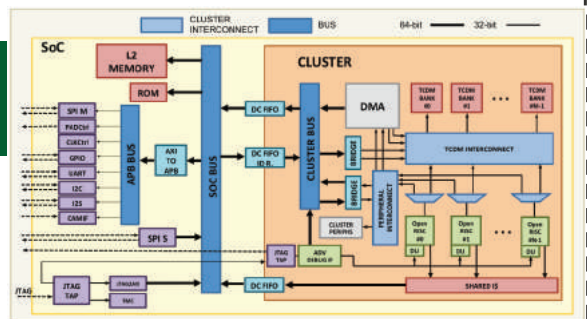 CLUSTER INTERCONNECT
BUS
64-bit
32-bit
SoC
CLUSTER
L2 MEMORY
ROM
SOC BUS
DC FIFO
CLUSTER BUS
DMA
TCDM BANK #0
TCDM BANK #1
• • •
TCDM BANK #N-1
SPI M
PADCtrl
CLKCtrl
GPIO
UART
I2C
I2S
CAMIF
APB BUS
AXI TO APB
DC FIFO
BRIDGE
TCDM INTERCONNECT
BRIDGE
PERIPHERAL INTERCONNECT
CLUSTER PERIPHS
Open RISC #0
Open RISC #1
• • •
Open RISC #N-1
DU
DU
DU
SPI S
JTAG TAP
ADV DEBUG IF
JTAG
JTAG TAP
DC FIFO
SHARED I$